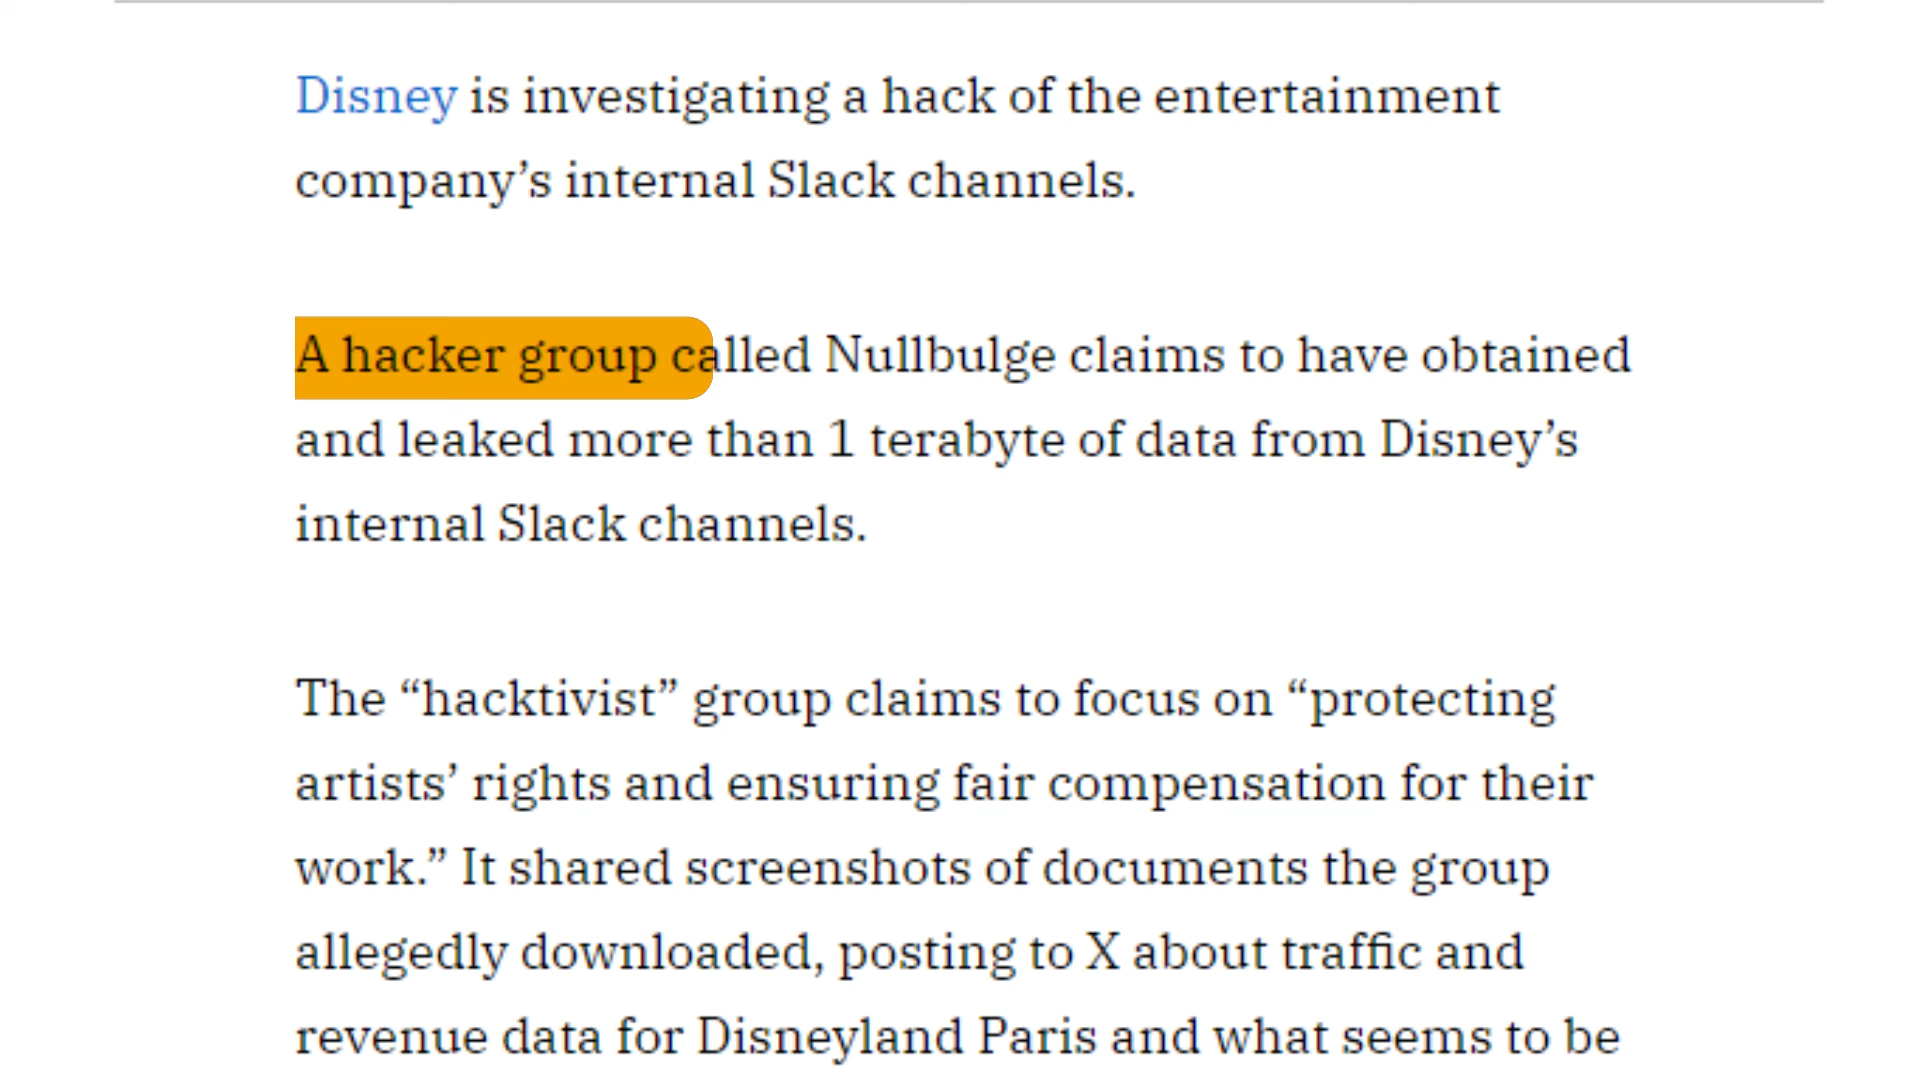 Disney is investigating a hack of the entertainment
company’s internal Slack channels.
A hacker group called Nullbulge claims to have obtained
and leaked more than 1 terabyte of data from Disney’s
internal Slack channels.
The “hacktivist” group claims to focus on “protecting
artists’ rights and ensuring fair compensation for their
work.” It shared screenshots of documents the group
allegedly downloaded, posting to X about traffic and
revenue data for Disneyland Paris and what seems to be